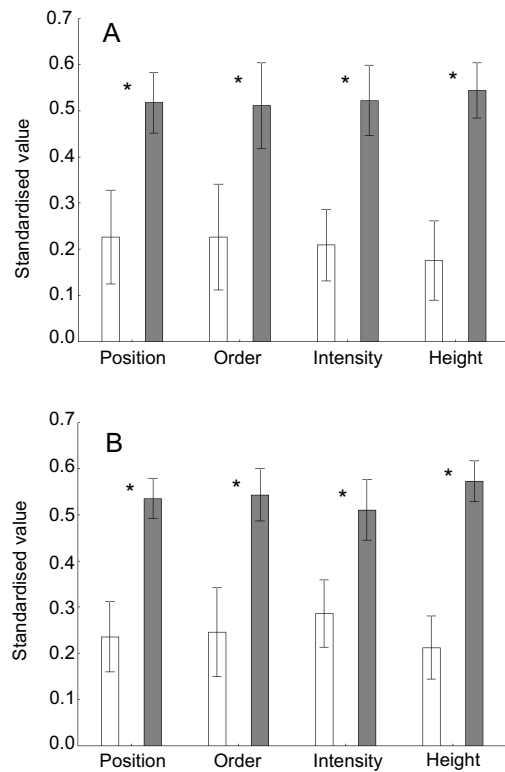 A
0.7
0.6
0.5
0.4
0.3
0.2
0.1
0.0
Standardised value
* * * *
Position Order Intensity Height
B
0.7
0.6
0.5
0.4
0.3
0.2
0.1
0.0
Standardised value
* * * *
Position Order Intensity Height